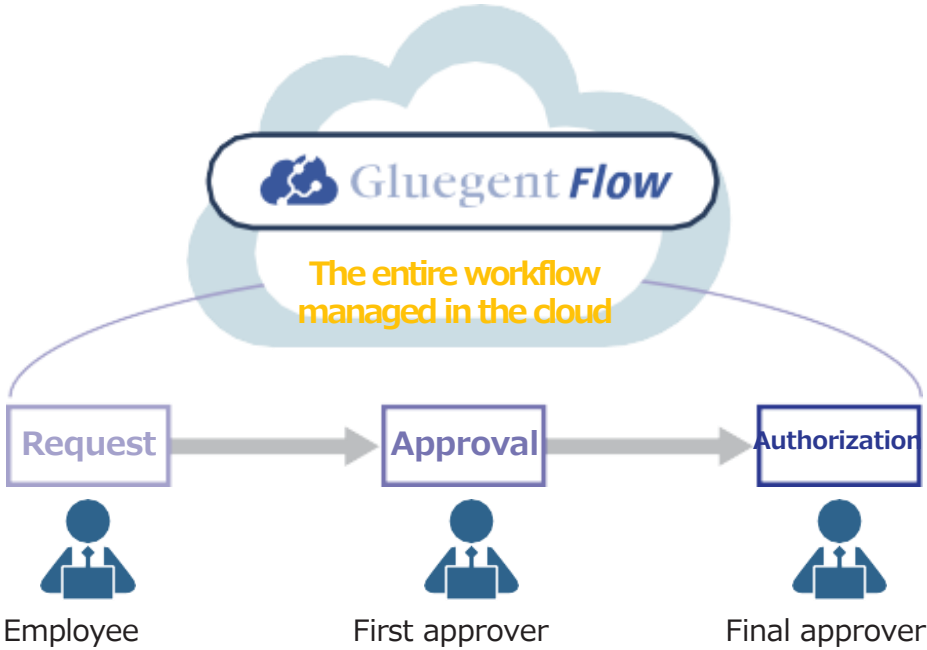 Gluegent Flow
The entire workflow
managed in the cloud
Request
Approval
Authorization
Employee
First approver
Final approver